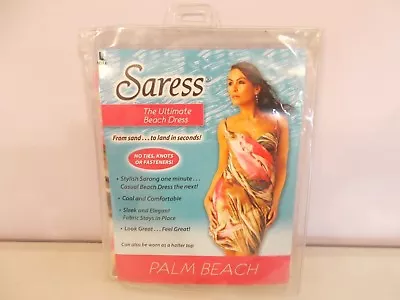 L
Saress
The Ultimate
Beach Dress
From sand . . . to land in seconds!
NO TIES, KNOTS
OR FASTENERS!
• Stylish Sarong one minute . . .
Casual Beach Dress the next!
• Cool and Comfortable
• Sleek and Elegant
Fabric Stays in Place
• Look Great . . . Feel Great!
Can also be worn as a halter top
PALM BEACH